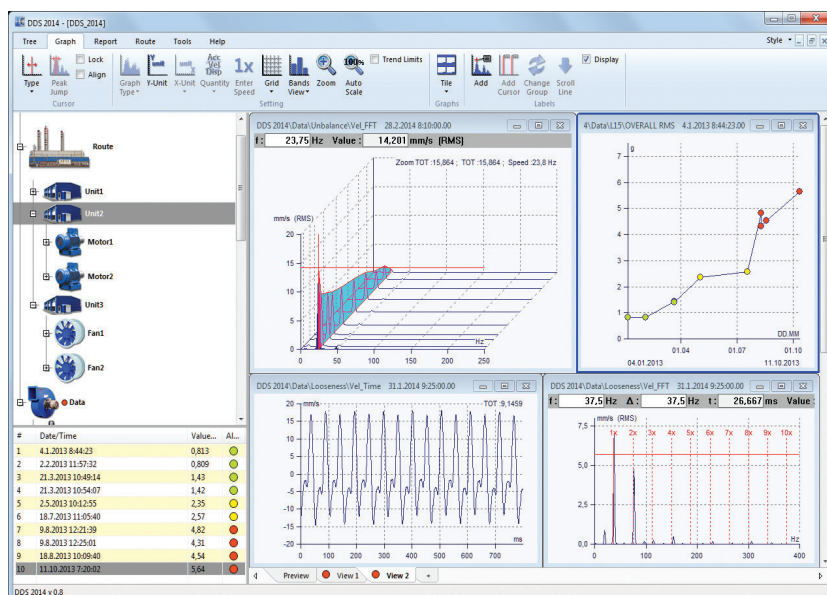 DDS 2014 - [DDS_2014]
Tree Graph Report Route Tools Help Style
Type Peak Jump Lock Align
Cursor
Graph Type Y-Unit X-Unit Acc Vel Disp Quantity 1x Enter Speed Grid Bands View Zoom 100% Auto Scale Trend Limits
Setting
Tile
Graphs
Add Add Cursor Change Group Scroll Line Display
Labels
Route
Unit1
Unit2
Motor1
Motor2
Unit3
Fan1
Fan2
Data
# Date/Time Value... Al...
1 4.1.2013 8:44:23 0,813
2 2.2.2013 11:57:32 0,809
3 21.3.2013 10:49:14 1,43
4 21.3.2013 10:54:07 1,42
5 2.5.2013 10:12:55 2,35
6 18.7.2013 11:05:40 2,57
7 9.8.2013 12:21:39 4,82
8 9.8.2013 12:25:01 4,31
9 18.8.2013 10:09:40 4,54
10 11.10.2013 7:20:02 5,64
DDS 2014\Data\Unbalance\Vel_FFT 28.2.2014 8:10:00.00
f : 23,75 Hz Value : 14,201 mm/s (RMS)
Zoom TOT :15,864 ; TOT :15,864 ; Speed :23,8 Hz
mm/s (RMS)
20
15
10
5
0
Hz
0 50 100 150 200 250
4\Data\L15\OVERALL RMS 4.1.2013 8:44:23.00
g
7
6
5
4
3
2
1
0
DD.MM
01.04 01.07 01.10
04.01.2013 11.10.2013
DDS 2014\Data\Looseness\Vel_Time 31.1.2014 9:25:00.00
mm/s TOT :9,1459
20
15
10
5
0
-5
-10
-15
-20
ms
0 100 200 300 400 500 600 700
DDS 2014\Data\Looseness\Vel_FFT 31.1.2014 9:25:00.00
f : 37,5 Hz Δ : 37,5 Hz t : 26,667 ms Value :
mm/s (RMS)
1x 2x 3x 4x 5x 6x 7x 8x 9x 10x
7,5
5,0
2,5
0,0
Hz
0 100 200 300 400
Preview View 1 View 2 +
DDS 2014 v 0.8